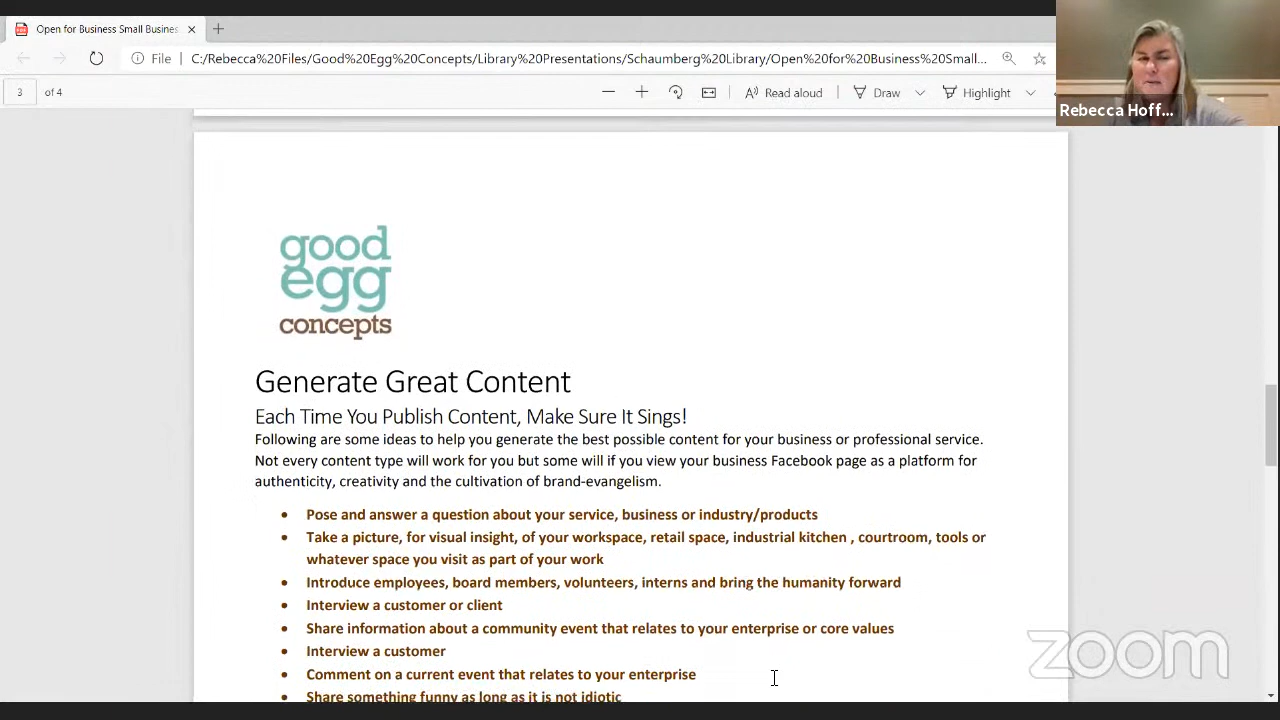 Open for Business Small Busines
File
C:/Rebecca%20Files/Good%20Egg%20Concepts/Library%20Presentations/Schaumberg%20Library/Open%20for%20Business%20Small...
Rebecca Hoff...
3 of 4
Read aloud
Draw
Highlight
good
egg
concepts
Generate Great Content
Each Time You Publish Content, Make Sure It Sings!
Following are some ideas to help you generate the best possible content for your business or professional service.
Not every content type will work for you but some will if you view your business Facebook page as a platform for
authenticity, creativity and the cultivation of brand-evangelism.
• Pose and answer a question about your service, business or industry/products
• Take a picture, for visual insight, of your workspace, retail space, industrial kitchen , courtroom, tools or
whatever space you visit as part of your work
• Introduce employees, board members, volunteers, interns and bring the humanity forward
• Interview a customer or client
• Share information about a community event that relates to your enterprise or core values
• Interview a customer
• Comment on a current event that relates to your enterprise
• Share something funny as long as it is not idiotic
zoom